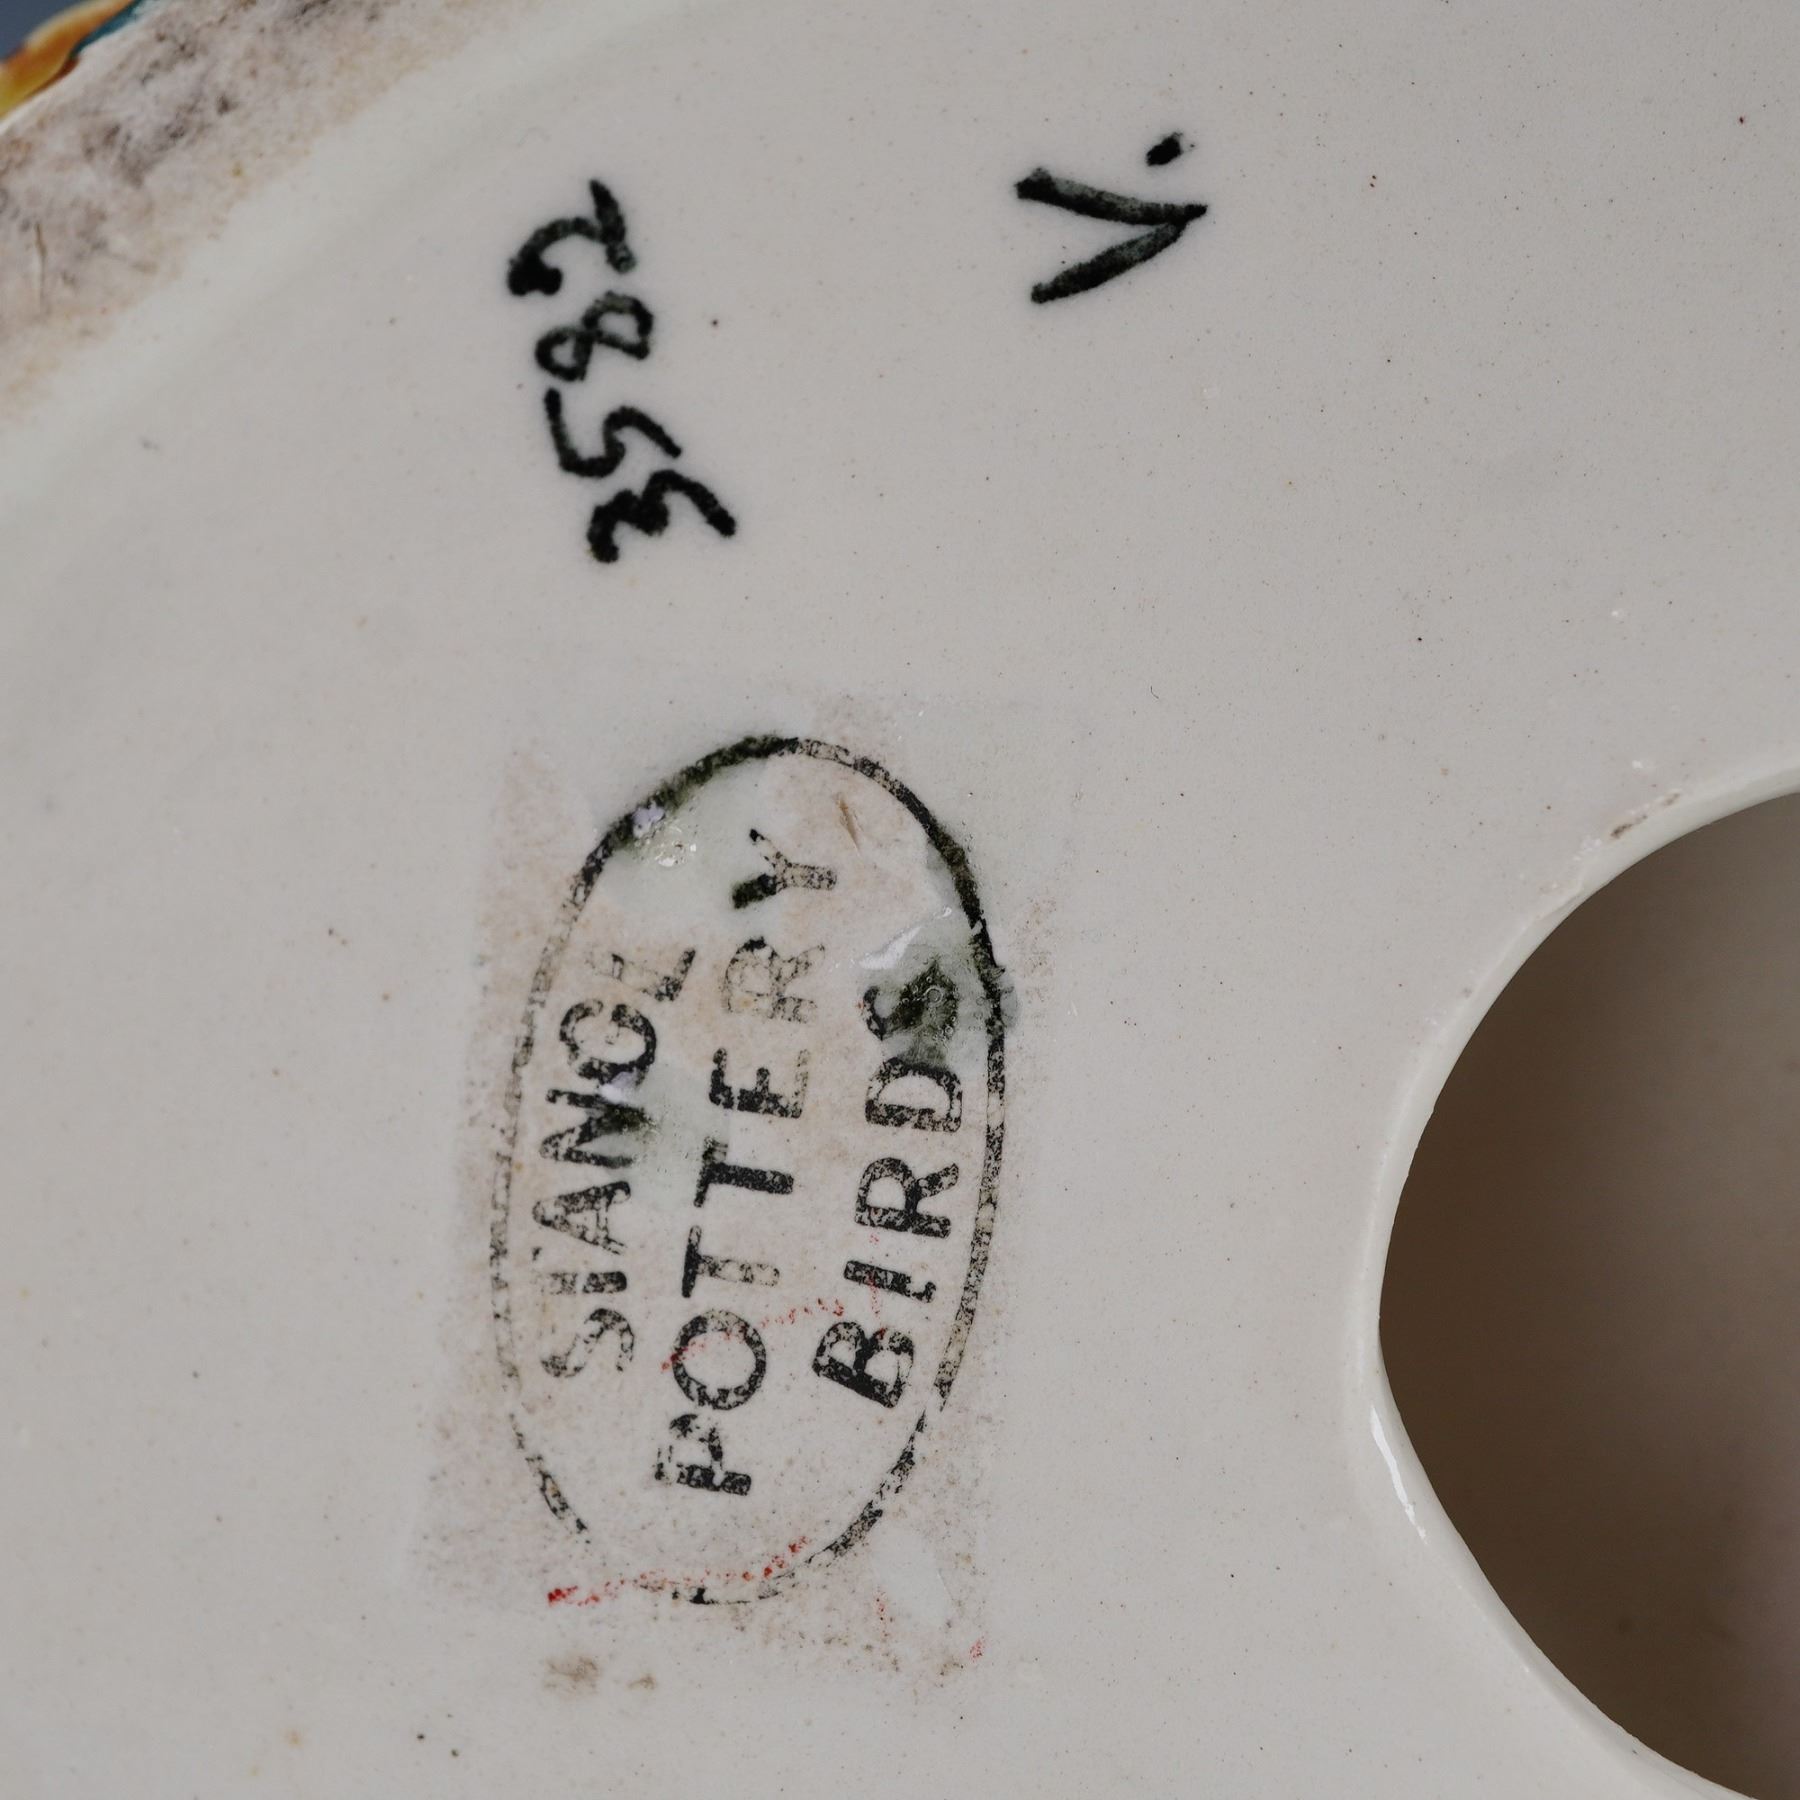 3582
V.
STANGL
POTTERY
BIRDS